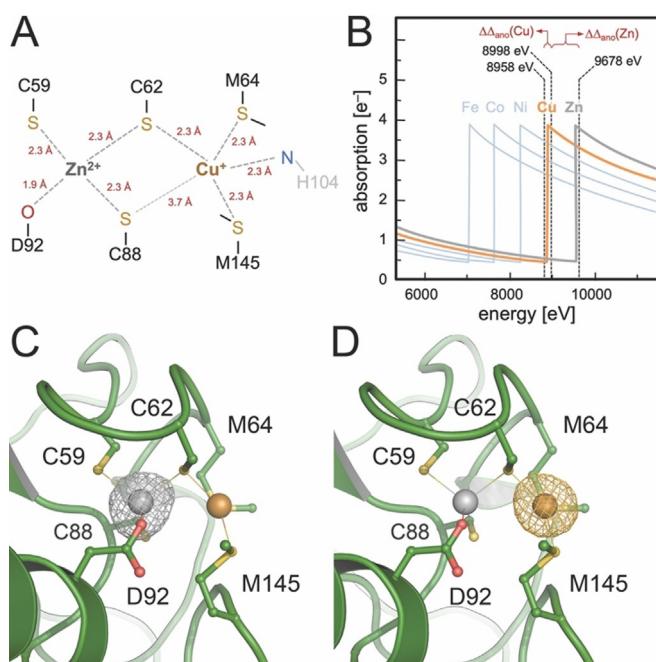 A
C59
C62
M64
S
S
S
2.3 Å
2.3 Å
2.3 Å
2.3 Å
Zn²⁺
Cu⁺
N
2.3 Å
H104
1.9 Å
2.3 Å
3.7 Å
2.3 Å
O
S
S
D92
C88
M145
B
ΔΔano(Cu)
ΔΔano(Zn)
8998 eV
8958 eV
9678 eV
Fe Co Ni Cu Zn
absorption [e⁻]
5
4
3
2
1
0
6000 8000 10000
energy [eV]
C
C62
M64
C59
C88
D92
M145
D
C62
M64
C59
C88
D92
M145